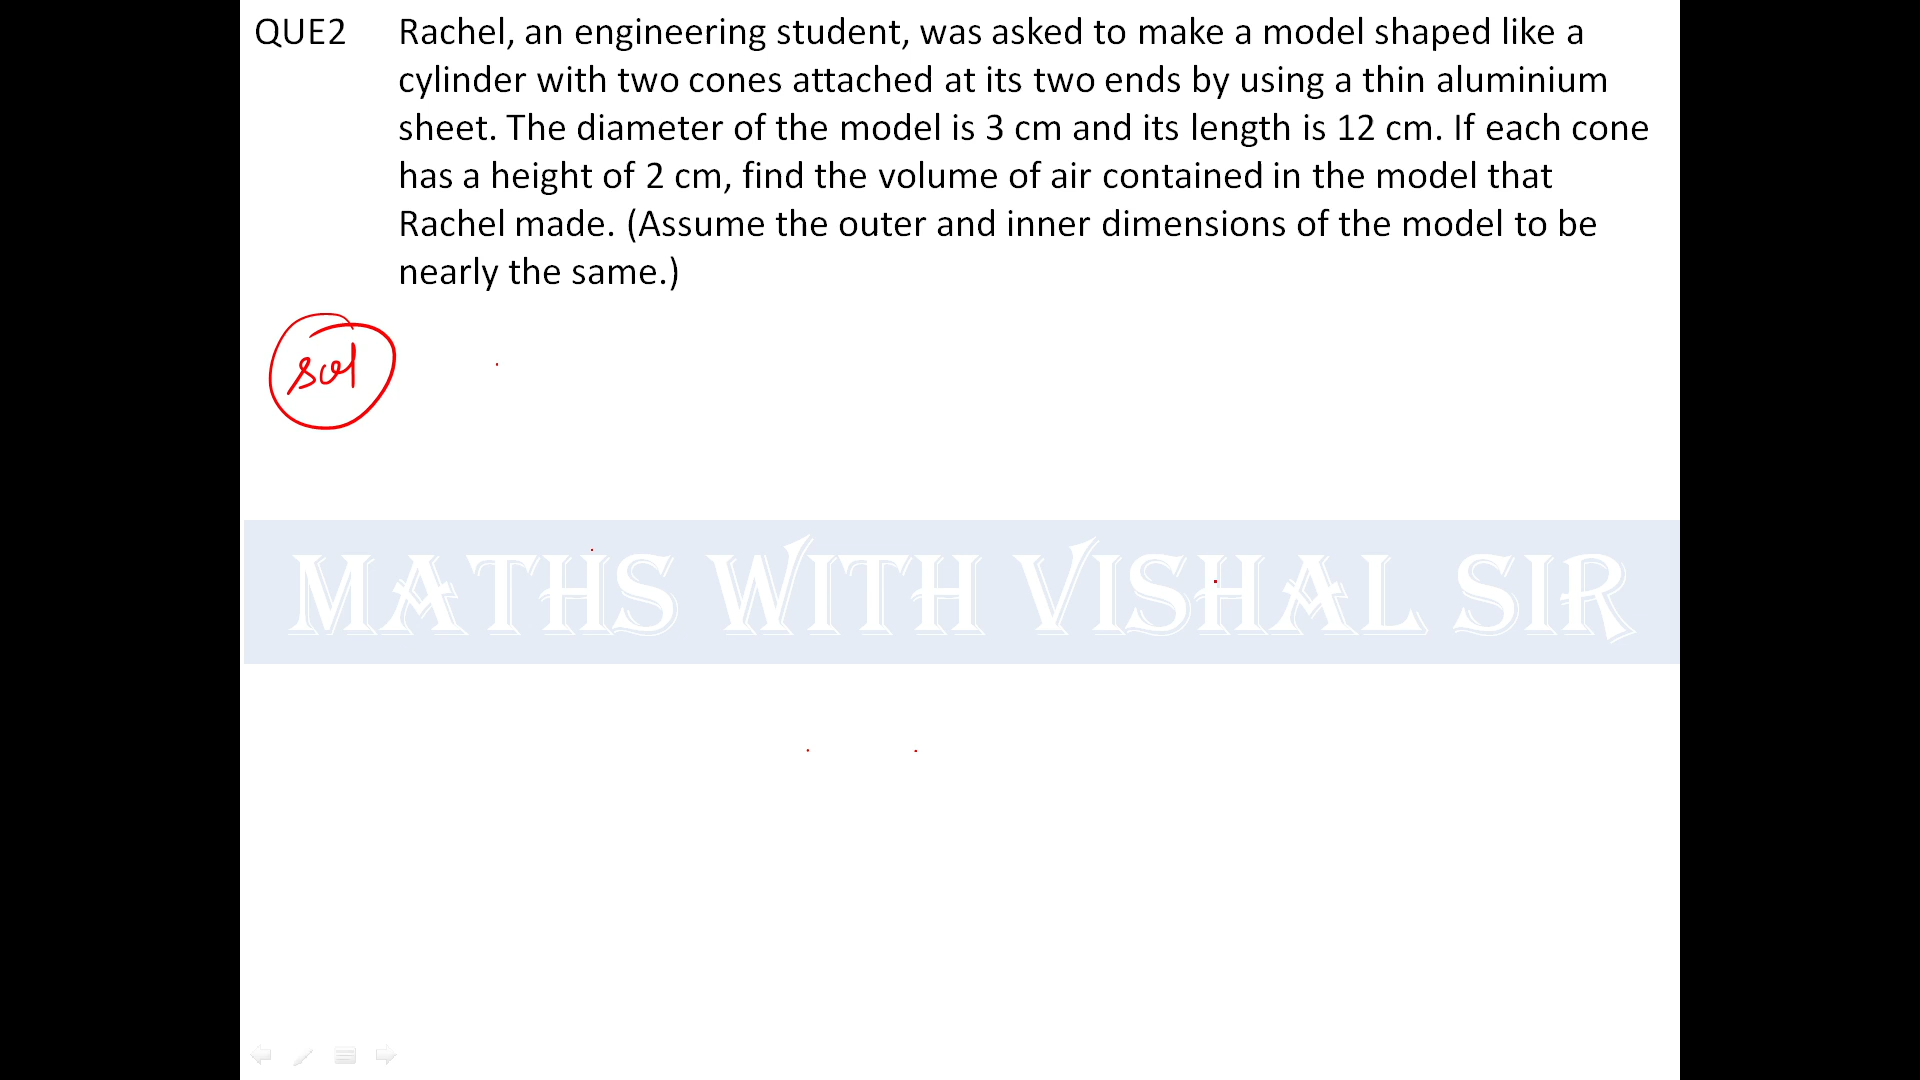 QUE2 Rachel, an engineering student, was asked to make a model shaped like a
cylinder with two cones attached at its two ends by using a thin aluminium
sheet. The diameter of the model is 3 cm and its length is 12 cm. If each cone
has a height of 2 cm, find the volume of air contained in the model that
Rachel made. (Assume the outer and inner dimensions of the model to be
nearly the same.)
sol
MATHS WITH VISHAL SIR